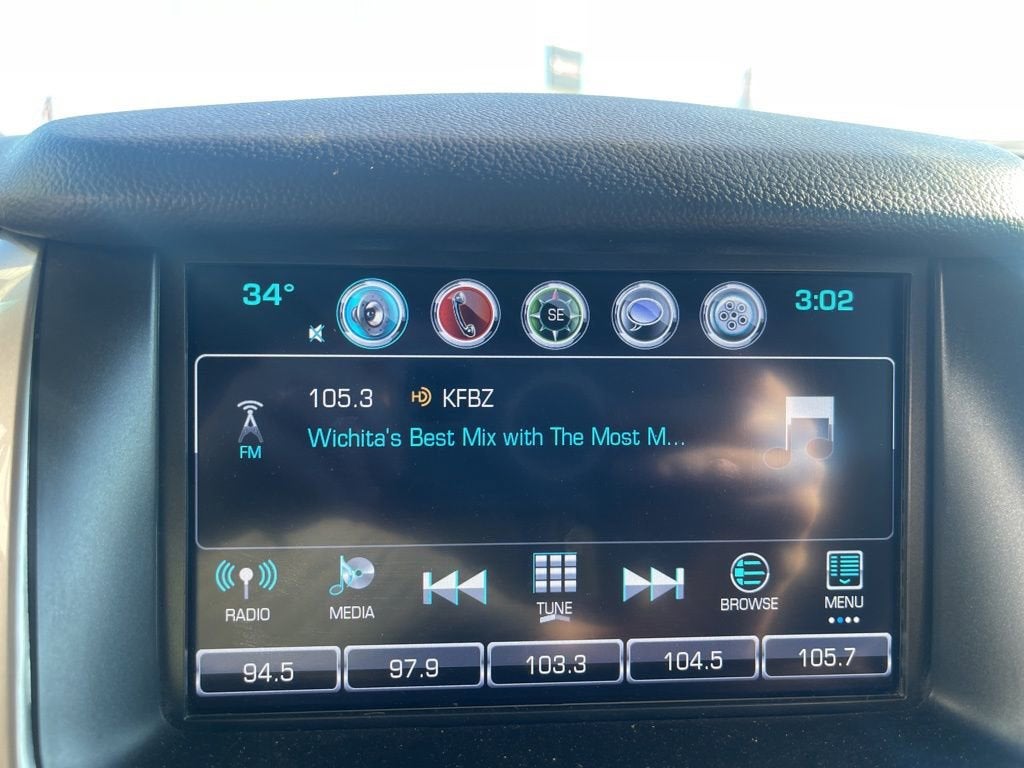 34° SE 3:02
105.3 HD KFBZ
FM Wichita's Best Mix with The Most M...
RADIO MEDIA TUNE BROWSE MENU
94.5 97.9 103.3 104.5 105.7